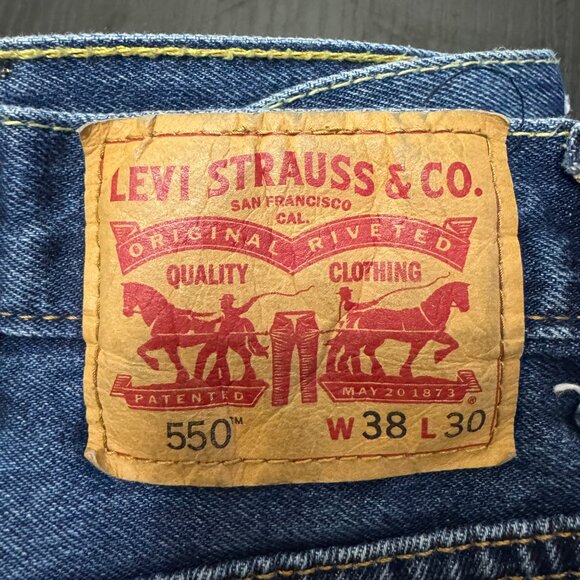 LEVI STRAUSS & CO.
SAN FRANCISCO
CAL.
ORIGINAL RIVETED
QUALITY CLOTHING
PATENTED MAY 20 1873 ®
550™ W 38 L 30